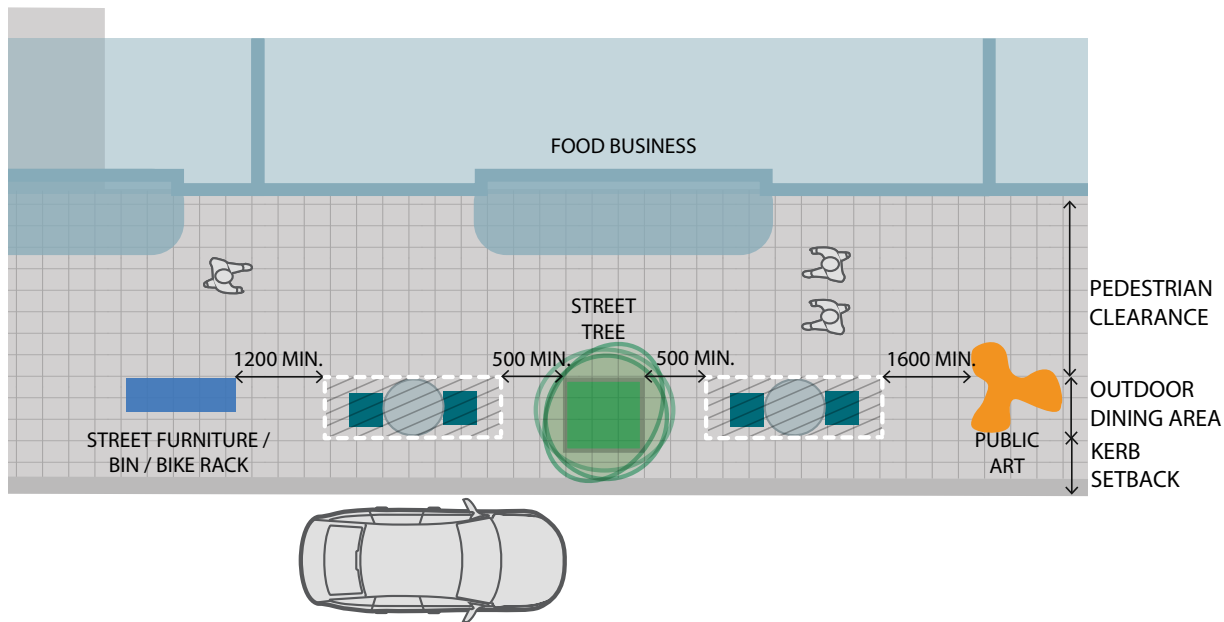 FOOD BUSINESS
STREET
TREE
PEDESTRIAN
CLEARANCE
1200 MIN.
500 MIN.
500 MIN.
1600 MIN.
OUTDOOR
DINING AREA
STREET FURNITURE /
BIN / BIKE RACK
PUBLIC
ART
KERB
SETBACK